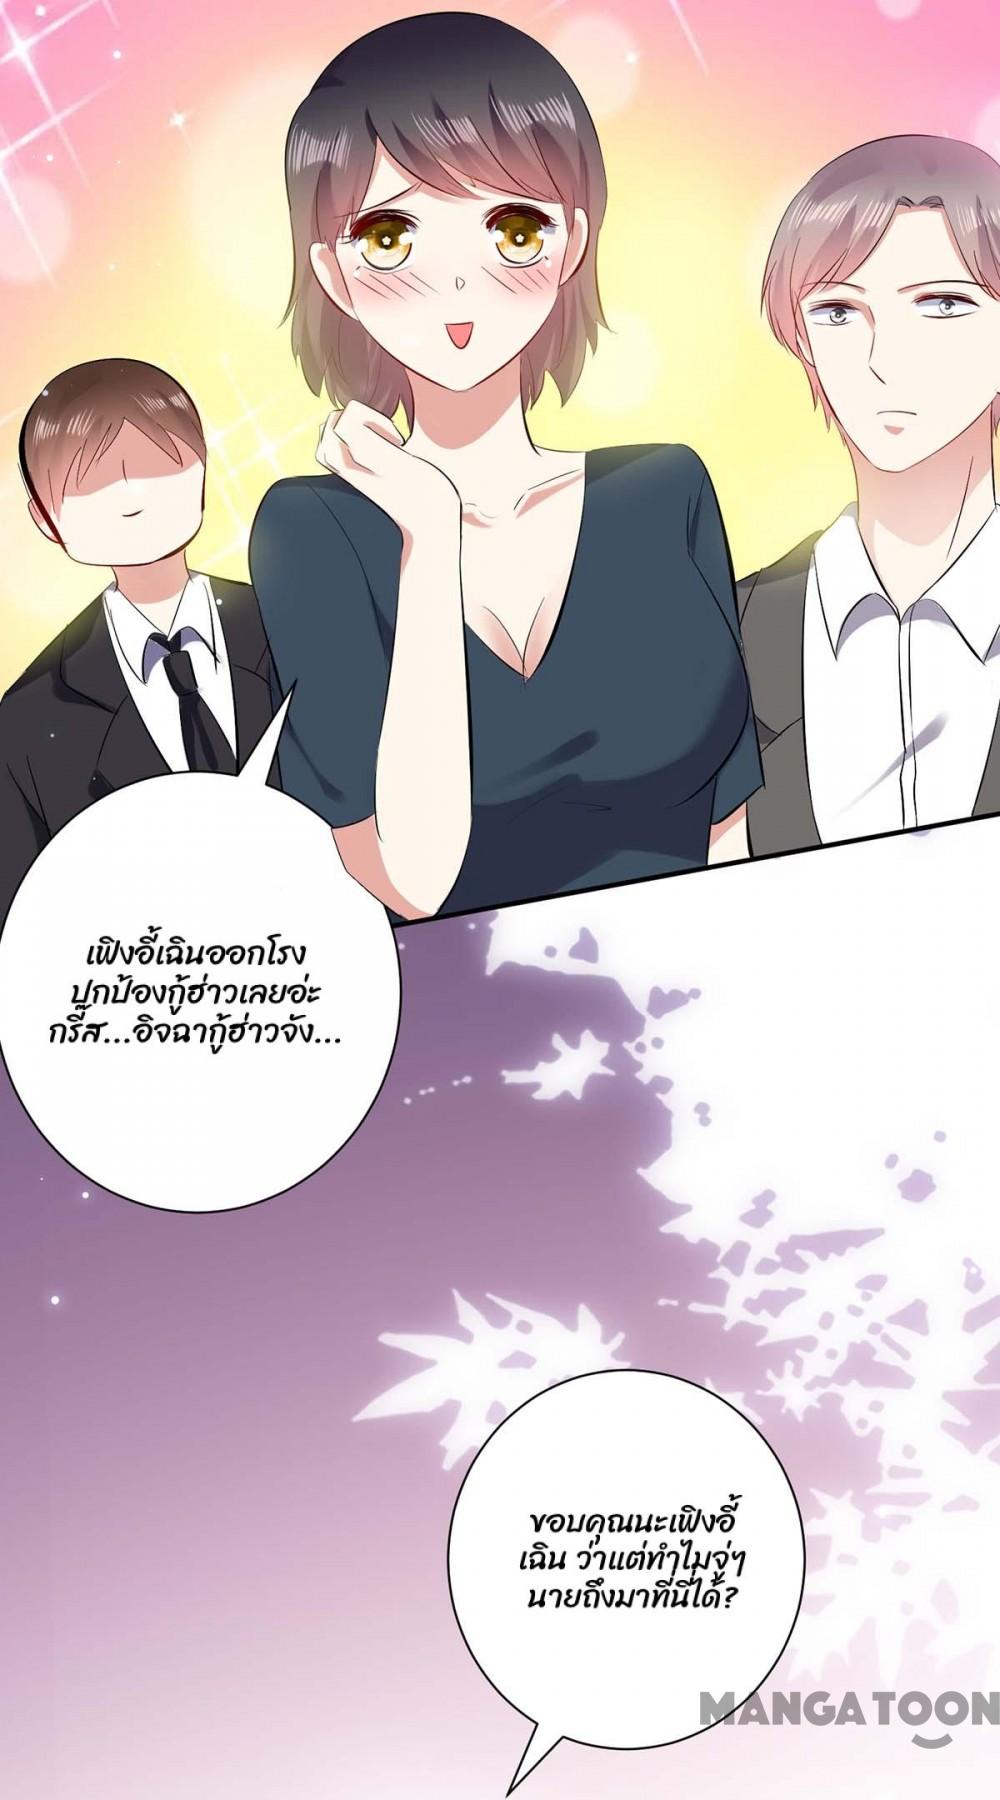 เฟิงอี้เฉินออกโรง
ปกป้องกู้ฮ่าวเลยอ่ะ
กรี๊ส...อิจฉากู้ฮ่าวจัง...
ขอบคุณนะเฟิงอี้
เฉิน ว่าแต่ทำไมจู่ๆ
นายถึงมาที่นี่ได้?
MANGATOON